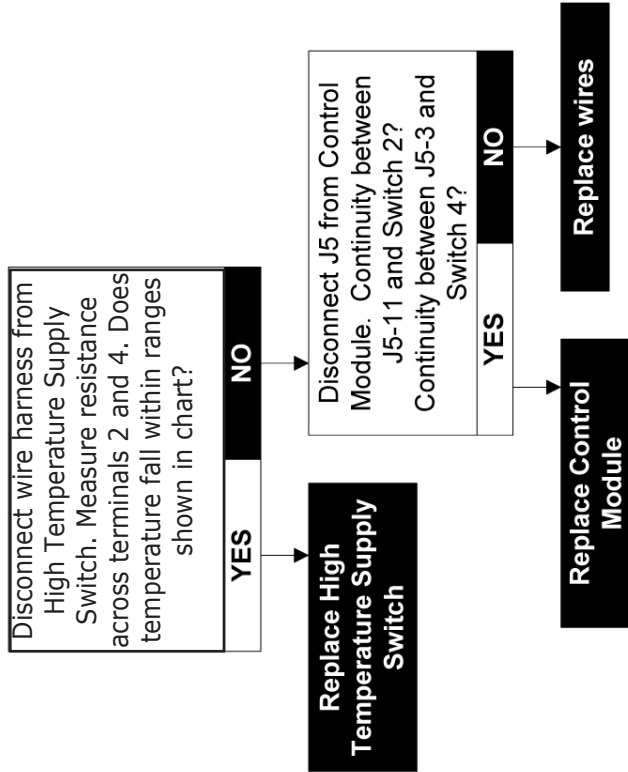 Disconnect wire harness from
High Temperature Supply
Switch. Measure resistance
across terminals 2 and 4. Does
temperature fall within ranges
shown in chart?
YES
NO
Replace High
Temperature Supply
Switch
Disconnect J5 from Control
Module. Continuity between
J5-11 and Switch 2?
Continuity between J5-3 and
Switch 4?
YES
NO
Replace Control
Module
Replace wires